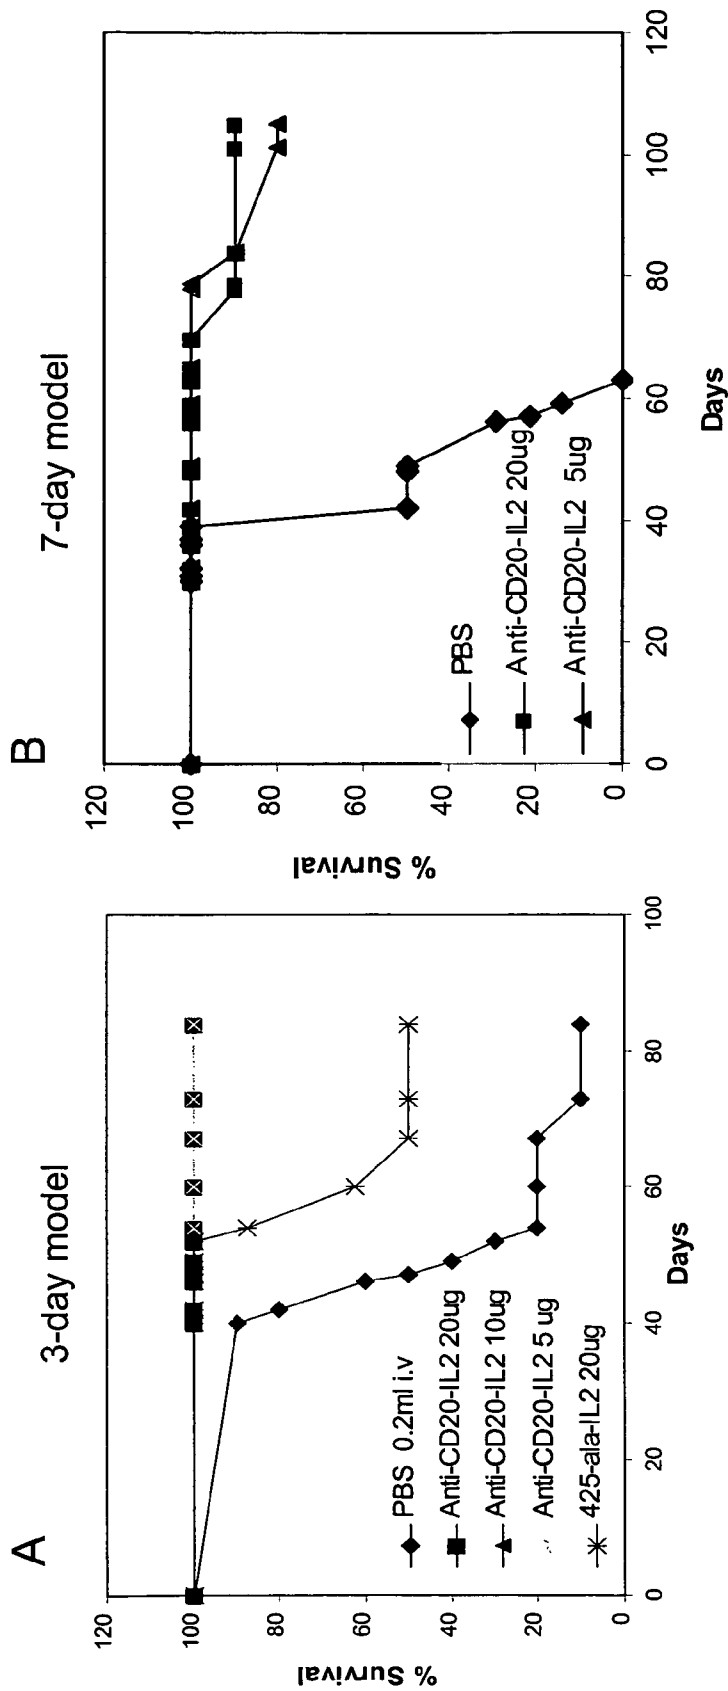 A
3-day model
120
100
80
60
40
20
0
% Survival
PBS 0.2ml i.v
Anti-CD20-IL2 20ug
Anti-CD20-IL2 10ug
Anti-CD20-IL2 5 ug
425-ala-IL2 20ug
0
20
40
60
80
100
Days
B
7-day model
120
100
80
60
40
20
0
% Survival
PBS
Anti-CD20-IL2 20ug
Anti-CD20-IL2 5ug
0
20
40
60
80
100
120
Days